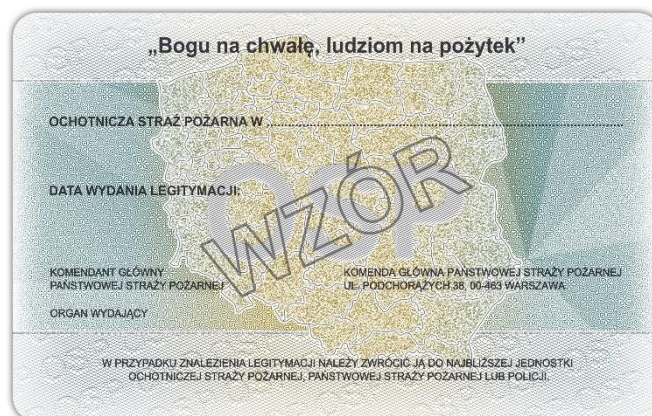 „Bogu na chwałę, ludziom na pożytek”
OCHOTNICZA STRAŻ POŻARNA W ........................................................................
DATA WYDANIA LEGITYMACJI:
OSP
WZÓR
KOMENDANT GŁÓWNY
PAŃSTWOWEJ STRAŻY POŻARNEJ
KOMENDA GŁÓWNA PAŃSTWOWEJ STRAŻY POŻARNEJ
UL. PODCHORĄŻYCH 38, 00-463 WARSZAWA
ORGAN WYDAJĄCY
W PRZYPADKU ZNALEZIENIA LEGITYMACJI NALEŻY ZWRÓCIĆ JĄ DO NAJBLIŻSZEJ JEDNOSTKI
OCHOTNICZEJ STRAŻY POŻARNEJ, PAŃSTWOWEJ STRAŻY POŻARNEJ LUB POLICJI.